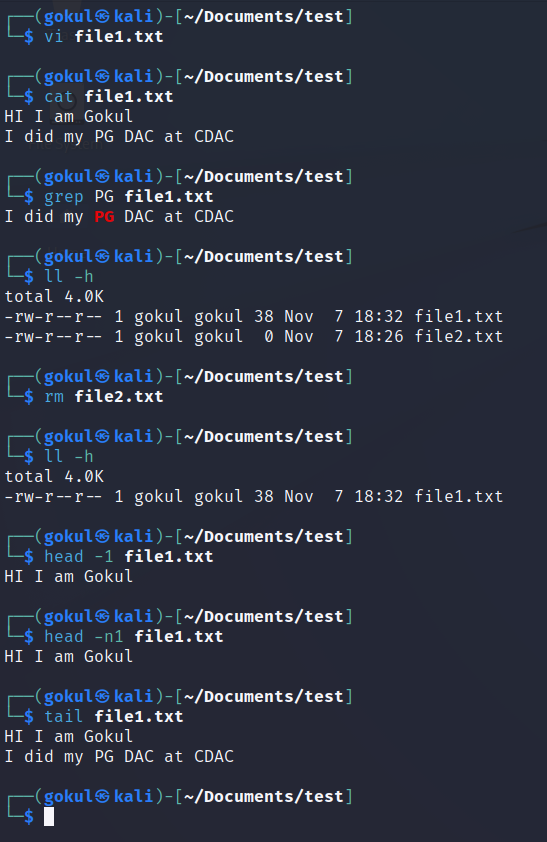 ┌──(gokul㉿kali)-[~/Documents/test]
└─$ vi file1.txt
┌──(gokul㉿kali)-[~/Documents/test]
└─$ cat file1.txt
HI I am Gokul
I did my PG DAC at CDAC
┌──(gokul㉿kali)-[~/Documents/test]
└─$ grep PG file1.txt
I did my PG DAC at CDAC
┌──(gokul㉿kali)-[~/Documents/test]
└─$ ll -h
total 4.0K
-rw-r--r-- 1 gokul gokul 38 Nov  7 18:32 file1.txt
-rw-r--r-- 1 gokul gokul  0 Nov  7 18:26 file2.txt
┌──(gokul㉿kali)-[~/Documents/test]
└─$ rm file2.txt
┌──(gokul㉿kali)-[~/Documents/test]
└─$ ll -h
total 4.0K
-rw-r--r-- 1 gokul gokul 38 Nov  7 18:32 file1.txt
┌──(gokul㉿kali)-[~/Documents/test]
└─$ head -1 file1.txt
HI I am Gokul
┌──(gokul㉿kali)-[~/Documents/test]
└─$ head -n1 file1.txt
HI I am Gokul
┌──(gokul㉿kali)-[~/Documents/test]
└─$ tail file1.txt
HI I am Gokul
I did my PG DAC at CDAC
┌──(gokul㉿kali)-[~/Documents/test]
└─$